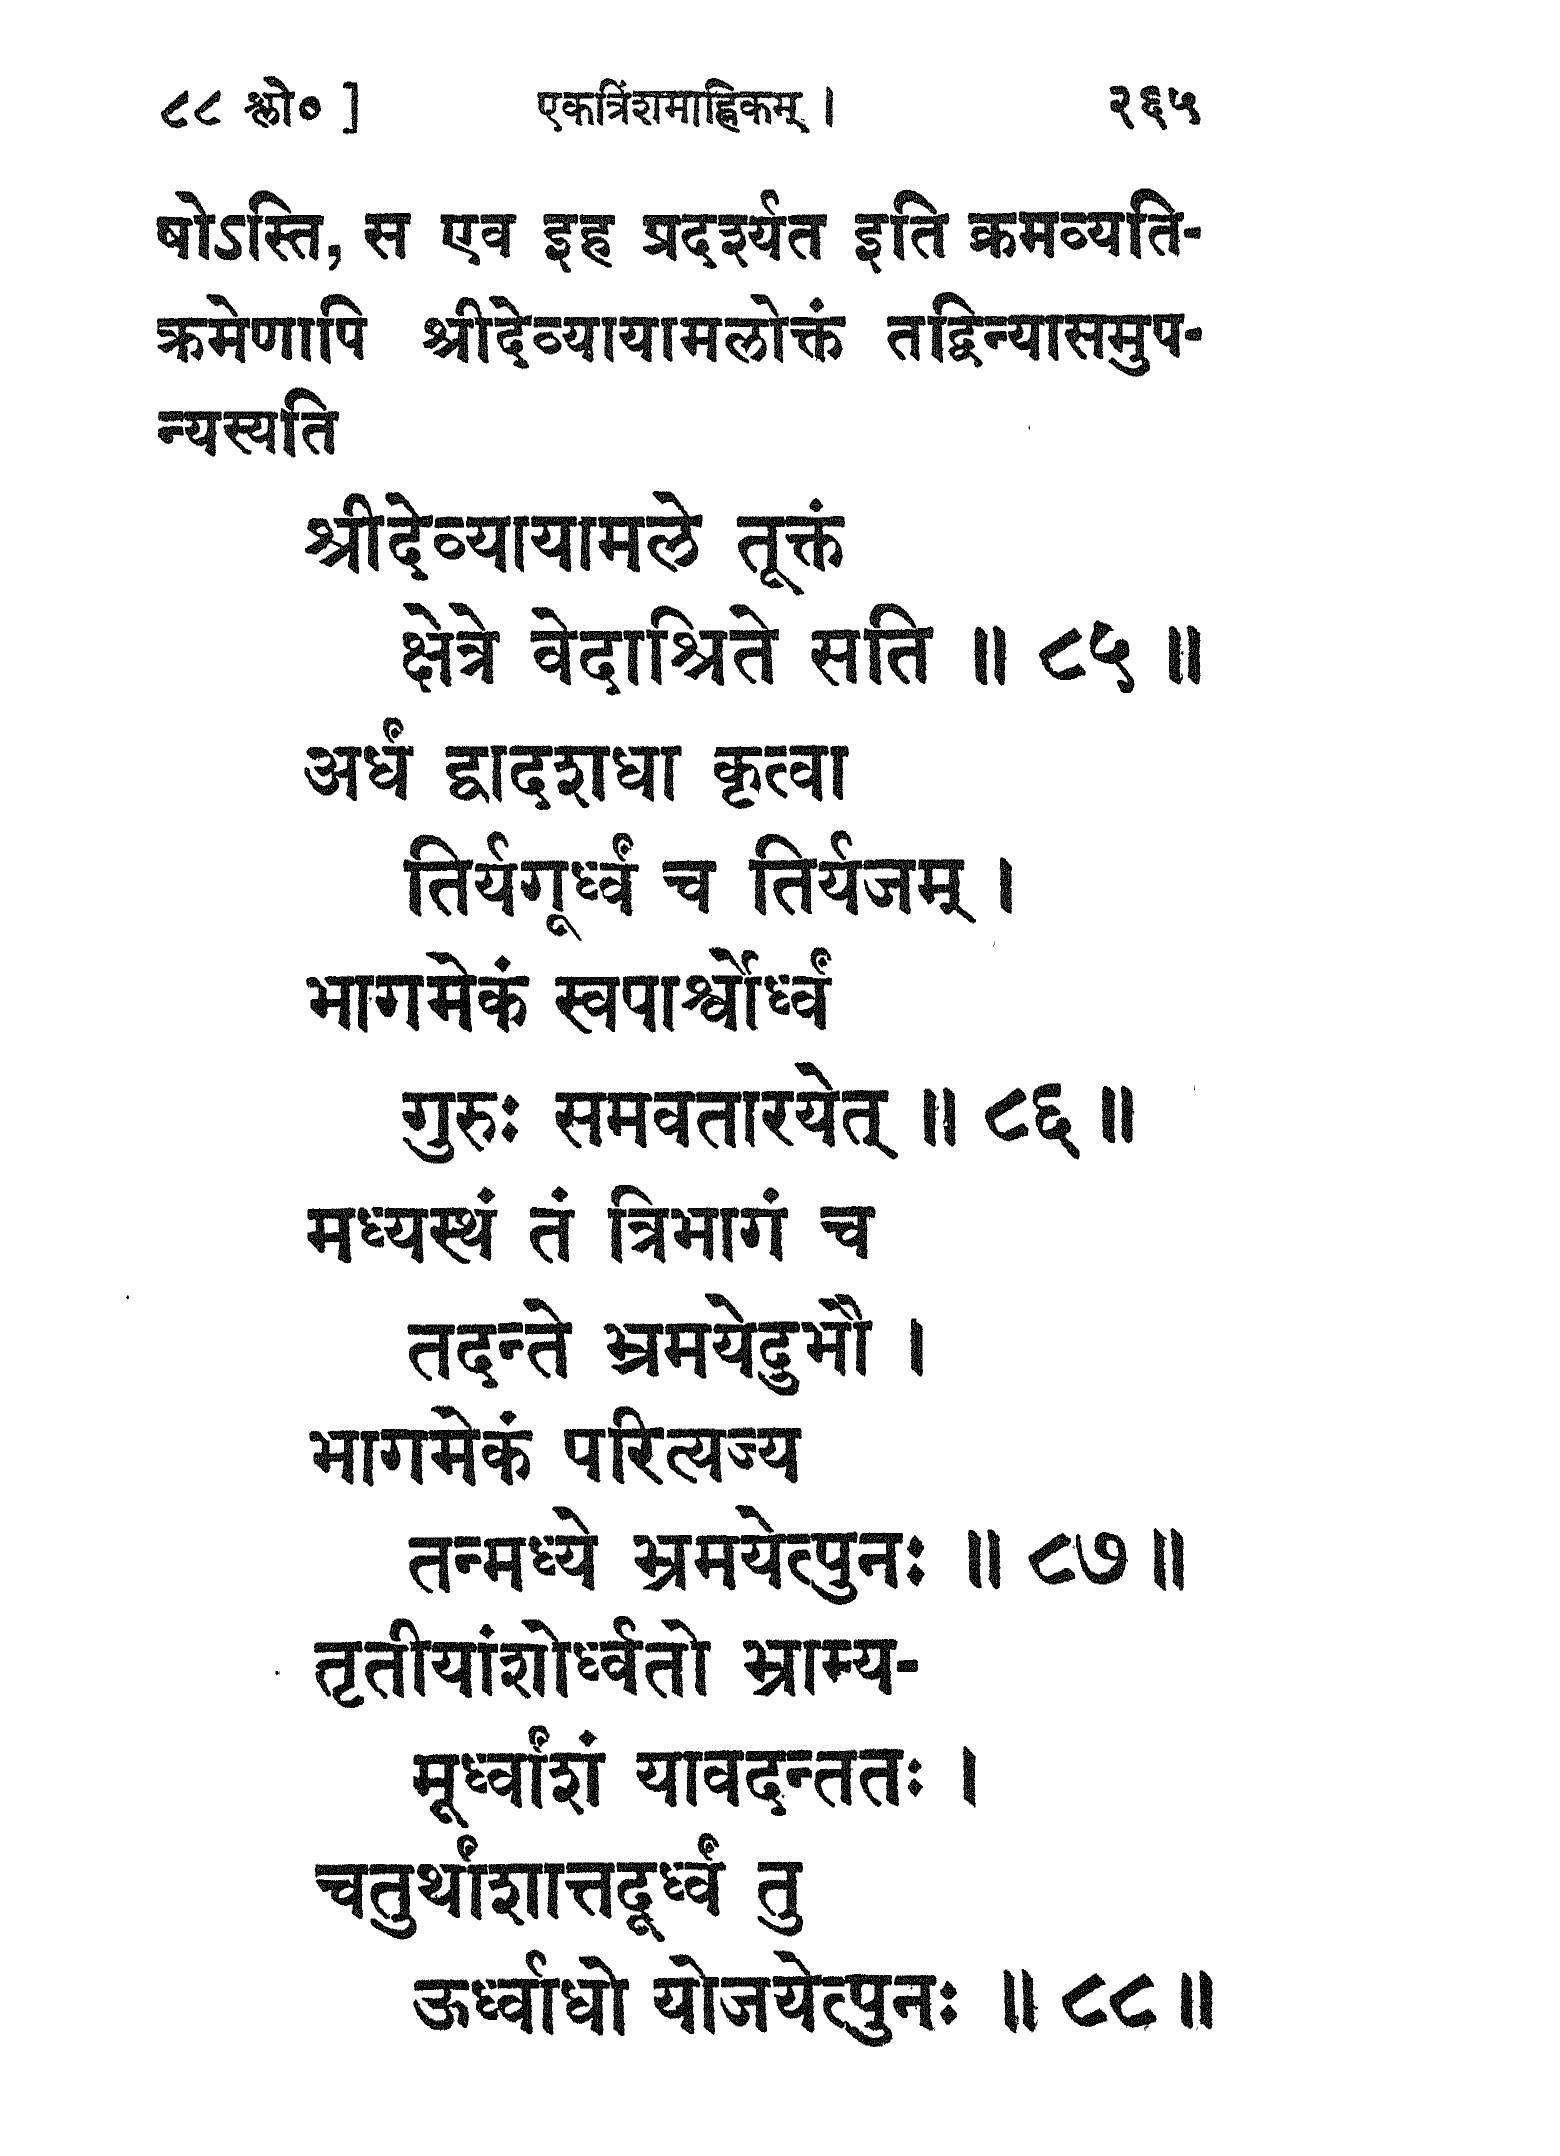 ८८ श्लो० ] एकत्रिंशमाह्निकम् । २६५
षोऽस्ति, स एव इह प्रदर्श्यत इति क्रमव्यति-
क्रमेणापि श्रीदेव्यायामलोक्तं तद्विन्यासमुप-
न्यस्यति
श्रीदेव्यायामले तूक्तं
क्षेत्रे वेदाश्रिते सति ॥ ८५ ॥
अर्धं द्वादशधा कृत्वा
तिर्यगूर्ध्वं च तिर्यजम् ।
भागमेकं स्वपार्श्वोर्ध्वं
गुरुः समवतारयेत् ॥ ८६ ॥
मध्यस्थं तं त्रिभागं च
तदन्ते भ्रमयेदुभौ ।
भागमेकं परित्यज्य
तन्मध्ये भ्रमयेत्पुनः ॥ ८७ ॥
तृतीयांशोर्ध्वतो भ्राम्य-
मूर्ध्वांशं यावदन्ततः ।
चतुर्थांशात्तदूर्ध्वं तु
ऊर्ध्वाधो योजयेत्पुनः ॥ ८८ ॥